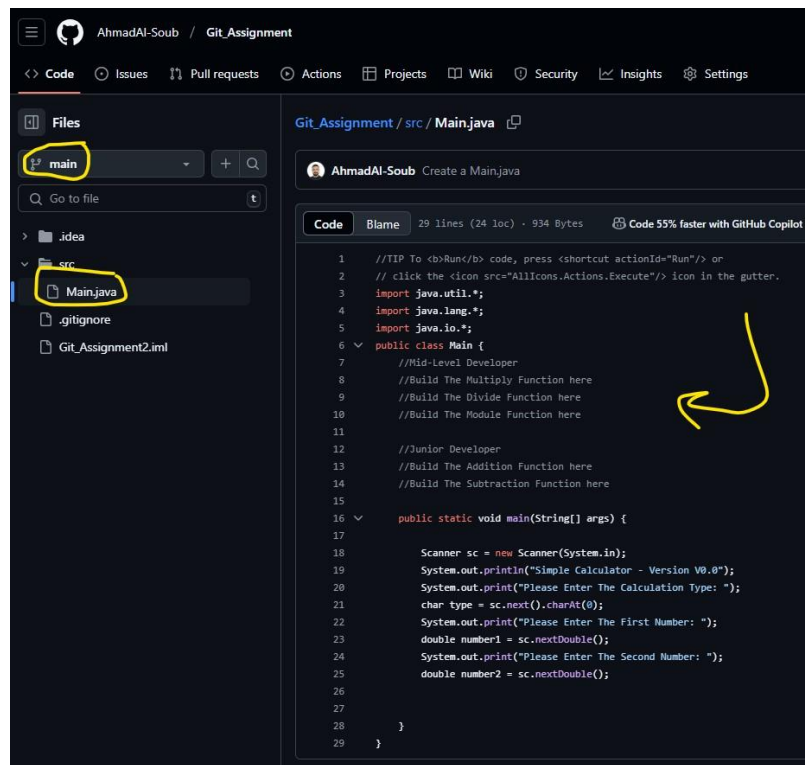 AhmadAl-Soub / Git_Assignment
Code Issues Pull requests Actions Projects Wiki Security Insights Settings
Files
main
Go to file t
.idea
src
Main.java
.gitignore
Git_Assignment2.iml
Git_Assignment / src / Main.java
AhmadAl-Soub Create a Main.java
Code Blame 29 lines (24 loc) · 934 Bytes Code 55% faster with GitHub Copilot
1 //TIP To <b>Run</b> code, press <shortcut actionId="Run"/> or
2 // click the <icon src="AllIcons.Actions.Execute"/> icon in the gutter.
3 import java.util.*;
4 import java.lang.*;
5 import java.io.*;
6 public class Main {
7 //Mid-Level Developer
8 //Build The Multiply Function here
9 //Build The Divide Function here
10 //Build The Module Function here
11
12 //Junior Developer
13 //Build The Addition Function here
14 //Build The Subtraction Function here
15
16 public static void main(String[] args) {
17
18 Scanner sc = new Scanner(System.in);
19 System.out.println("Simple Calculator - Version V0.0");
20 System.out.print("Please Enter The Calculation Type: ");
21 char type = sc.next().charAt(0);
22 System.out.print("Please Enter The First Number: ");
23 double number1 = sc.nextDouble();
24 System.out.print("Please Enter The Second Number: ");
25 double number2 = sc.nextDouble();
26
27
28 }
29 }